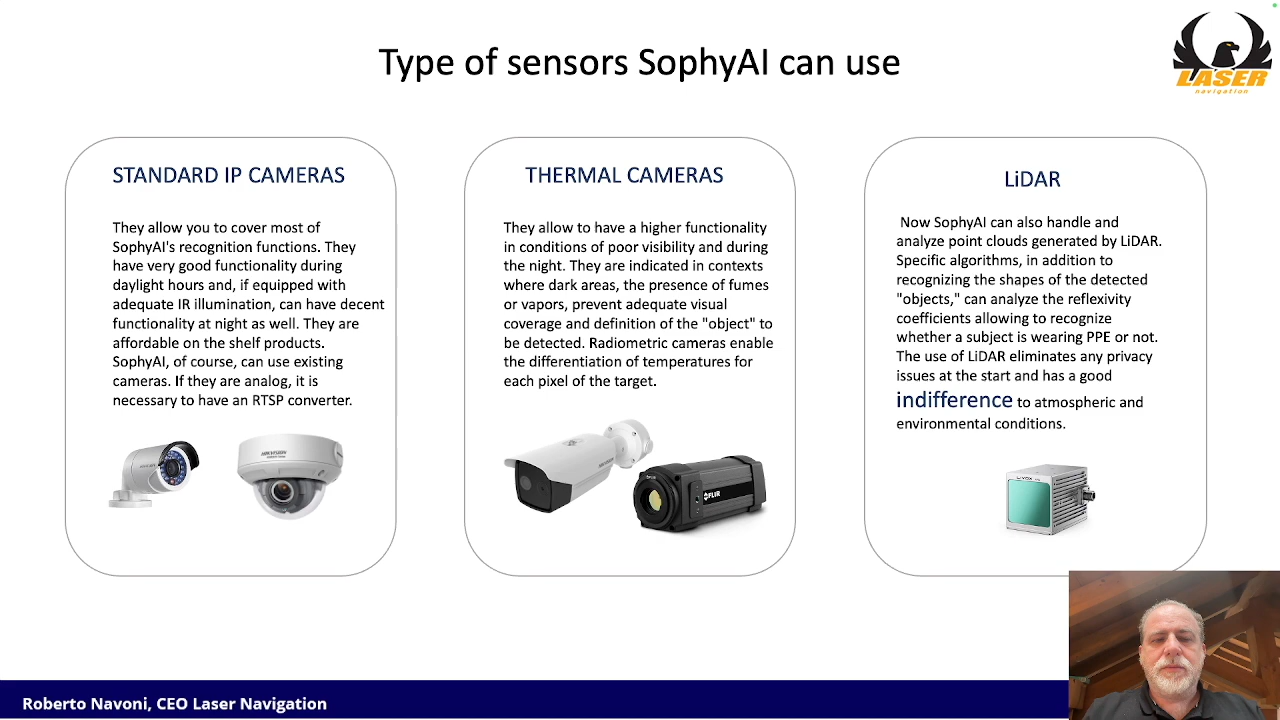 Type of sensors SophyAI can use
LASER
navigation
STANDARD IP CAMERAS
They allow you to cover most of
SophyAI's recognition functions. They
have very good functionality during
daylight hours and, if equipped with
adequate IR illumination, can have decent
functionality at night as well. They are
affordable on the shelf products.
SophyAI, of course, can use existing
cameras. If they are analog, it is
necessary to have an RTSP converter.
HIKVISION
THERMAL CAMERAS
They allow to have a higher functionality
in conditions of poor visibility and during
the night. They are indicated in contexts
where dark areas, the presence of fumes
or vapors, prevent adequate visual
coverage and definition of the "object" to
be detected. Radiometric cameras enable
the differentiation of temperatures for
each pixel of the target.
HIKVISION
FLIR
LiDAR
Now SophyAI can also handle and
analyze point clouds generated by LiDAR.
Specific algorithms, in addition to
recognizing the shapes of the detected
"objects," can analyze the reflexivity
coefficients allowing to recognize
whether a subject is wearing PPE or not.
The use of LiDAR eliminates any privacy
issues at the start and has a good
indifference to atmospheric and
environmental conditions.
Roberto Navoni, CEO Laser Navigation